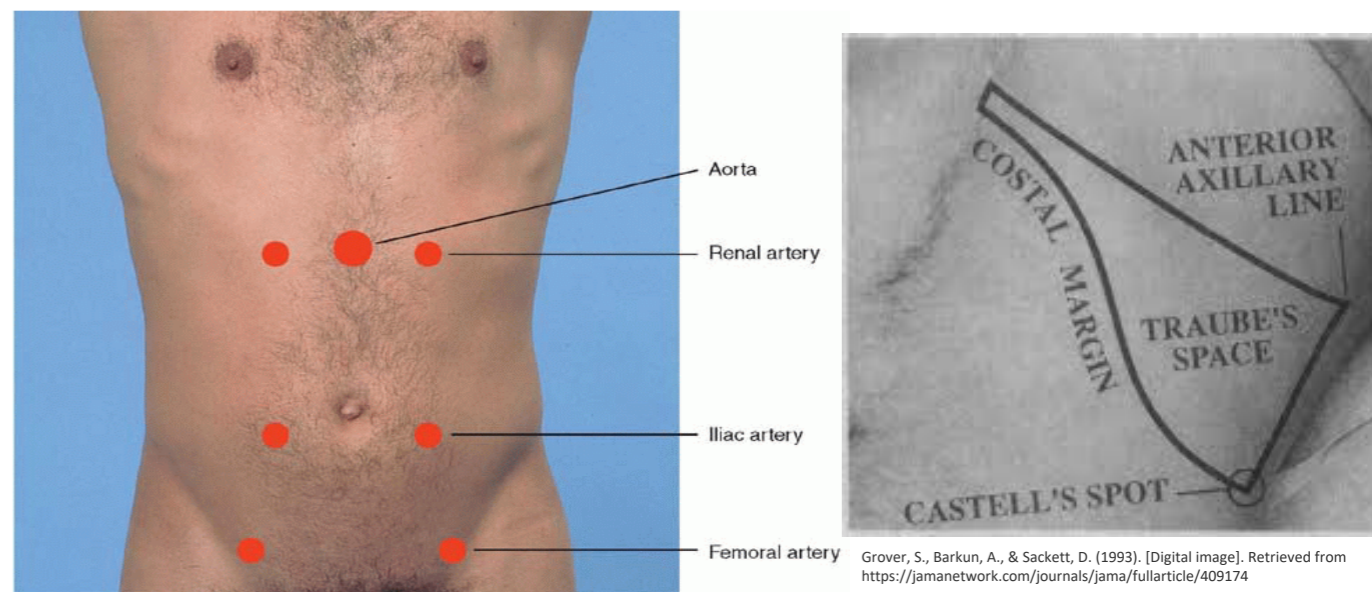 Aorta
Renal artery
Iliac artery
Femoral artery
COSTAL MARGIN
ANTERIOR
AXILLARY
LINE
TRAUBE'S
SPACE
CASTELL'S SPOT
Grover, S., Barkun, A., & Sackett, D. (1993). [Digital image]. Retrieved from
https://jamanetwork.com/journals/jama/fullarticle/409174